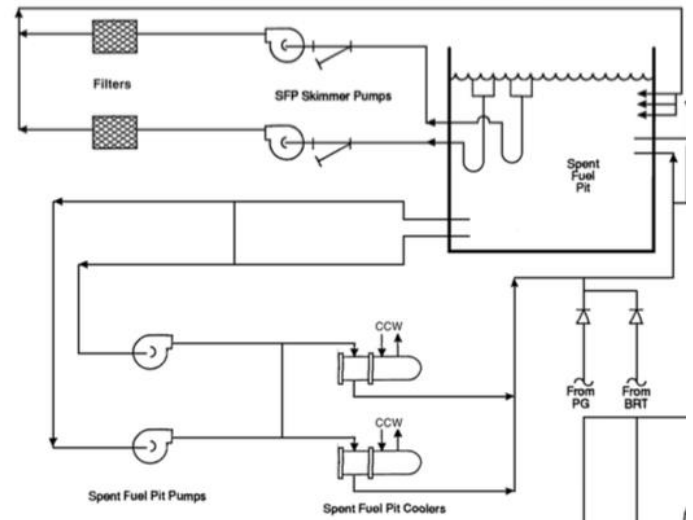 Filters
SFP Skimmer Pumps
Spent
Fuel
Pit
CCW
From
PG
From
BRT
CCW
Spent Fuel Pit Pumps
Spent Fuel Pit Coolers